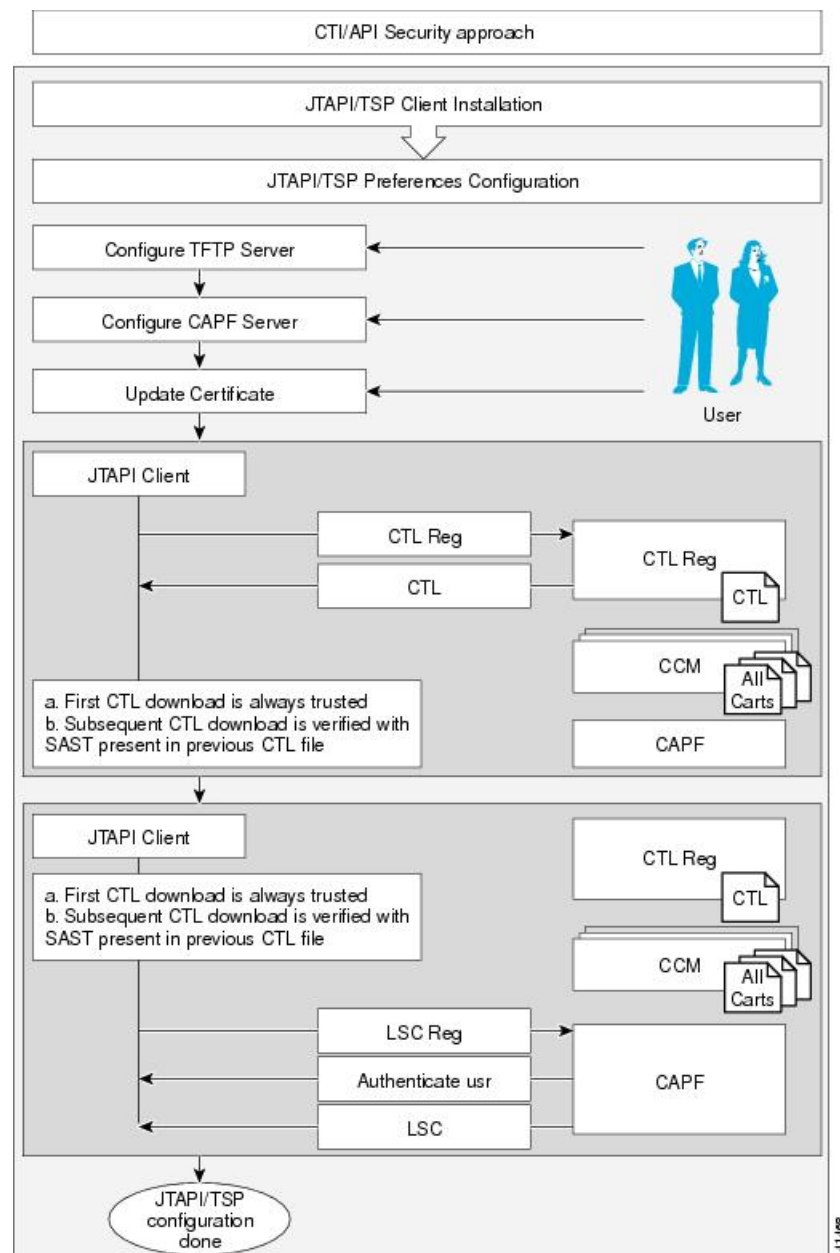 CTI/API Security approach
JTAPI/TSP Client Installation
JTAPI/TSP Preferences Configuration
Configure TFTP Server
Configure CAPF Server
Update Certificate
User
JTAPI Client
CTL Reg
CTL
CTL Reg
CTL
CCM
All
Carts
CAPF
a. First CTL download is always trusted
b. Subsequent CTL download is verified with
SAST present in previous CTL file
JTAPI Client
a. First CTL download is always trusted
b. Subsequent CTL download is verified with
SAST present in previous CTL file
CTL Reg
CTL
CCM
All
Carts
LSC Reg
Authenticate usr
LSC
CAPF
JTAPI/TSP
configuration
done